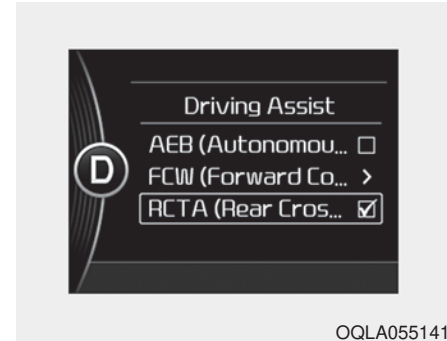 Driving Assist
AEB (Autonomou... ☐
D
FCW (Forward Co... >
RCTA (Rear Cros... ☑
OQLA055141